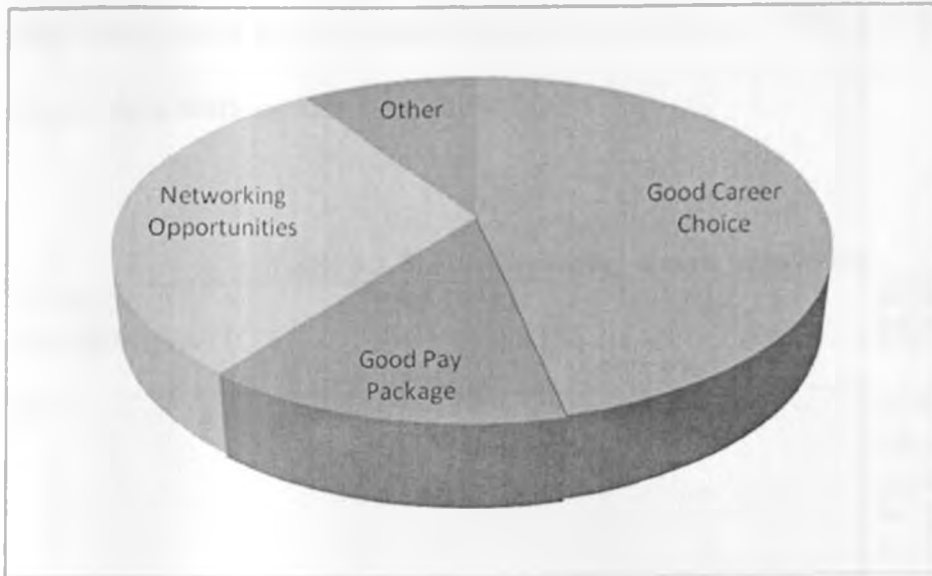 Other
Good Career
Choice
Networking
Opportunities
Good Pay
Package